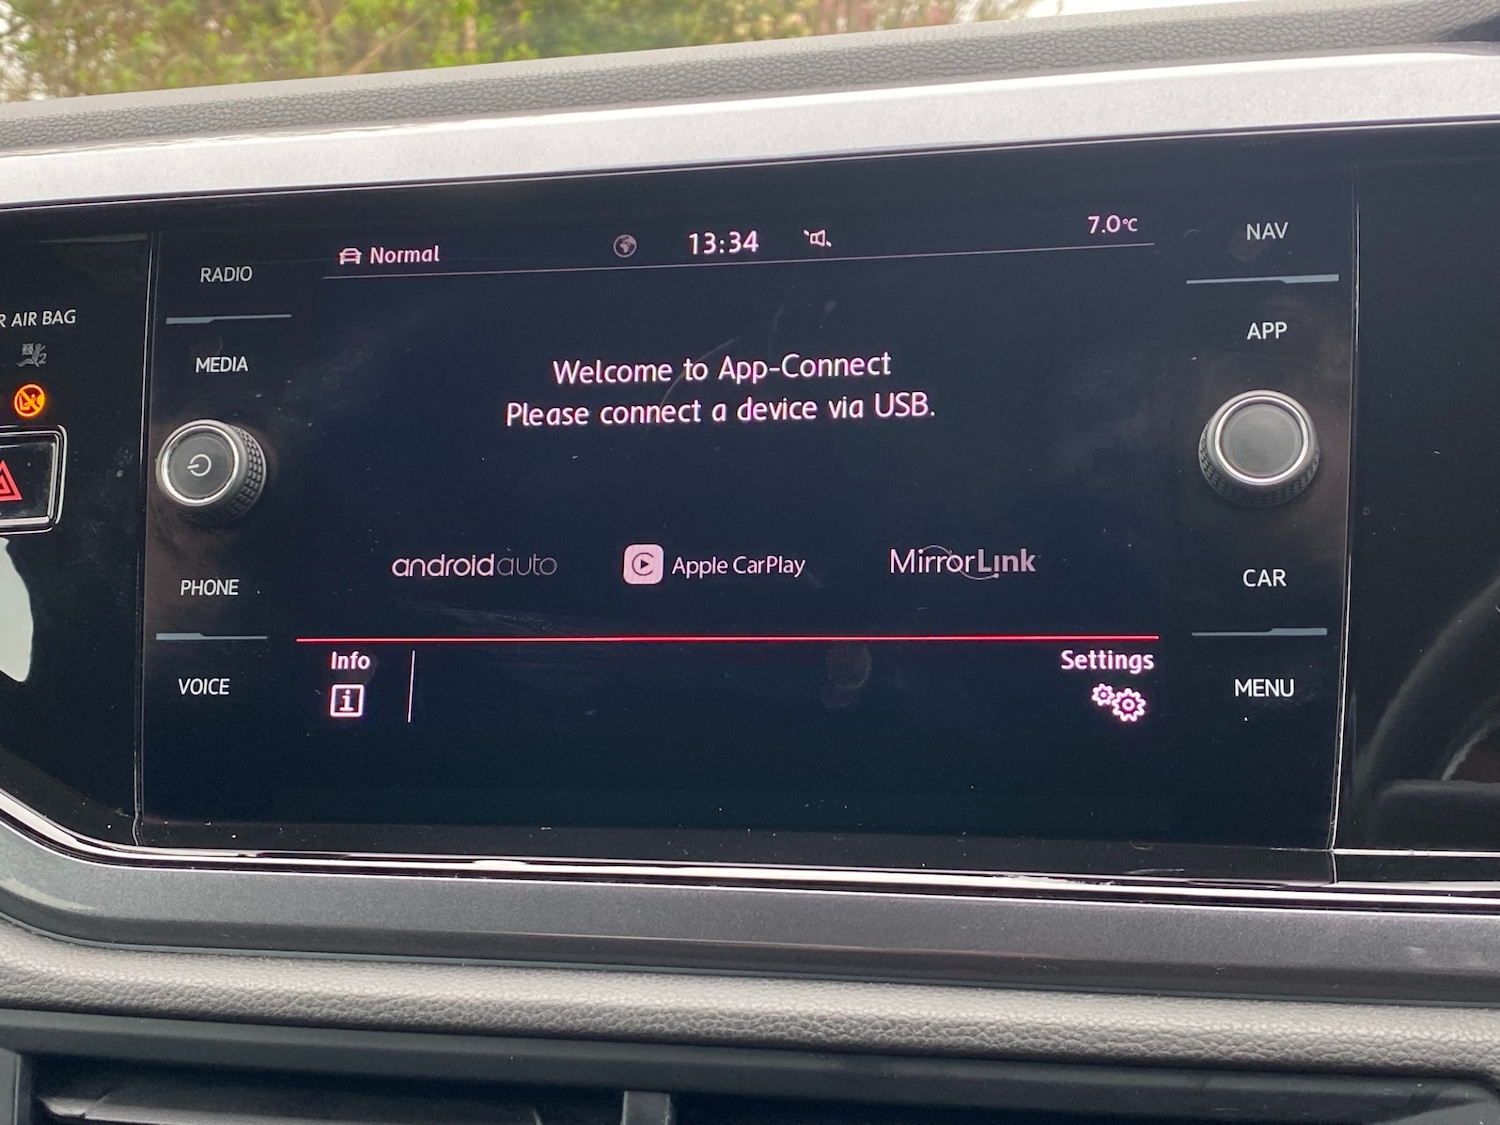 Normal
13:34
7.0°C
NAV
RADIO
R AIR BAG
MEDIA
APP
Welcome to App-Connect
Please connect a device via USB.
androidauto
Apple CarPlay
MirrorLink
PHONE
CAR
Info
Settings
VOICE
MENU